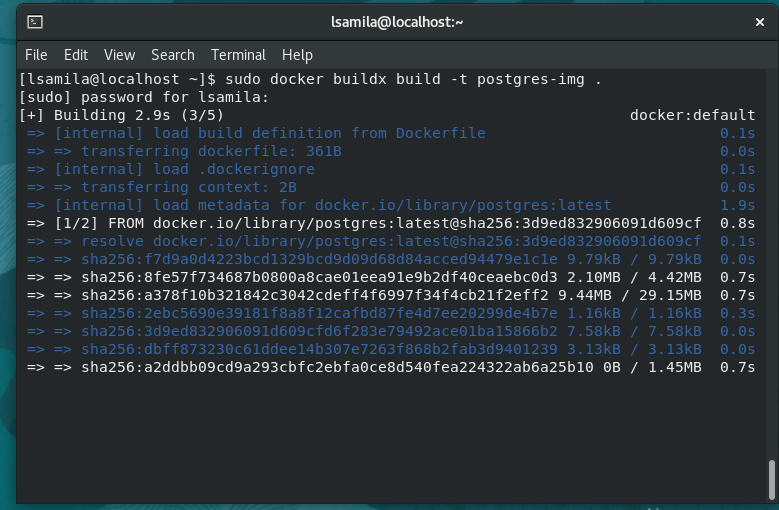 lsamila@localhost:~
File Edit View Search Terminal Help
[lsamila@localhost ~]$ sudo docker buildx build -t postgres-img .
[sudo] password for lsamila:
[+] Building 2.9s (3/5) docker:default
=> [internal] load build definition from Dockerfile 0.1s
=> => transferring dockerfile: 361B 0.0s
=> [internal] load .dockerignore 0.1s
=> => transferring context: 2B 0.0s
=> [internal] load metadata for docker.io/library/postgres:latest 1.9s
=> [1/2] FROM docker.io/library/postgres:latest@sha256:3d9ed832906091d609cf 0.8s
=> => resolve docker.io/library/postgres:latest@sha256:3d9ed832906091d609cf 0.1s
=> => sha256:f7d9a0d4223bcd1329bcd9d09d68d84acced94479e1c1e 9.79kB / 9.79kB 0.0s
=> => sha256:8fe57f734687b0800a8cae01eea91e9b2df40ceaebc0d3 2.10MB / 4.42MB 0.7s
=> => sha256:a378f10b321842c3042cdeff4f6997f34f4cb21f2eff2 9.44MB / 29.15MB 0.7s
=> => sha256:2ebc5690e39181f8a8f12cafbd87fe4d7ee20299de4b7e 1.16kB / 1.16kB 0.3s
=> => sha256:3d9ed832906091d609cfd6f283e79492ace01ba15866b2 7.58kB / 7.58kB 0.0s
=> => sha256:dbff873230c61ddee14b307e7263f868b2fab3d9401239 3.13kB / 3.13kB 0.0s
=> => sha256:a2ddbb09cd9a293cbfc2ebfa0ce8d540fea224322ab6a25b10 0B / 1.45MB 0.7s